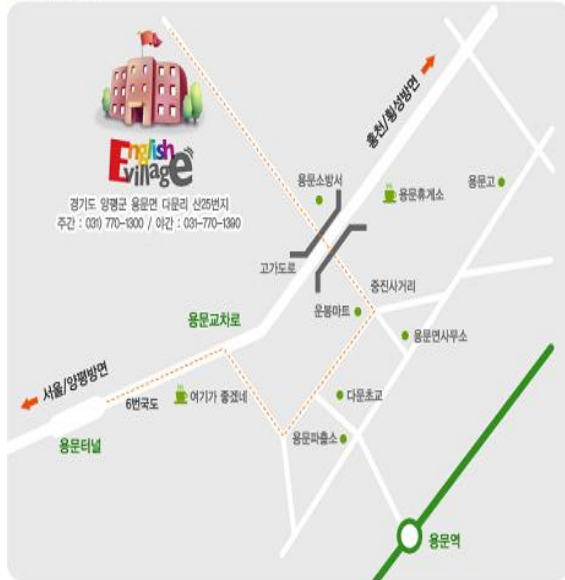 English
Village
경기도 양평군 용문면 다문리 산25번지
주간 : 031) 770-1300 / 야간 : 031-770-1390
홍천/횡성방면
용문소방서
용문휴게소
용문고
고가도로
중진사거리
운봉마트
용문교차로
용문면사무소
서울/양평방면
6번국도
여기가 좋겠네
다문초교
용문터널
용문파출소
용문역